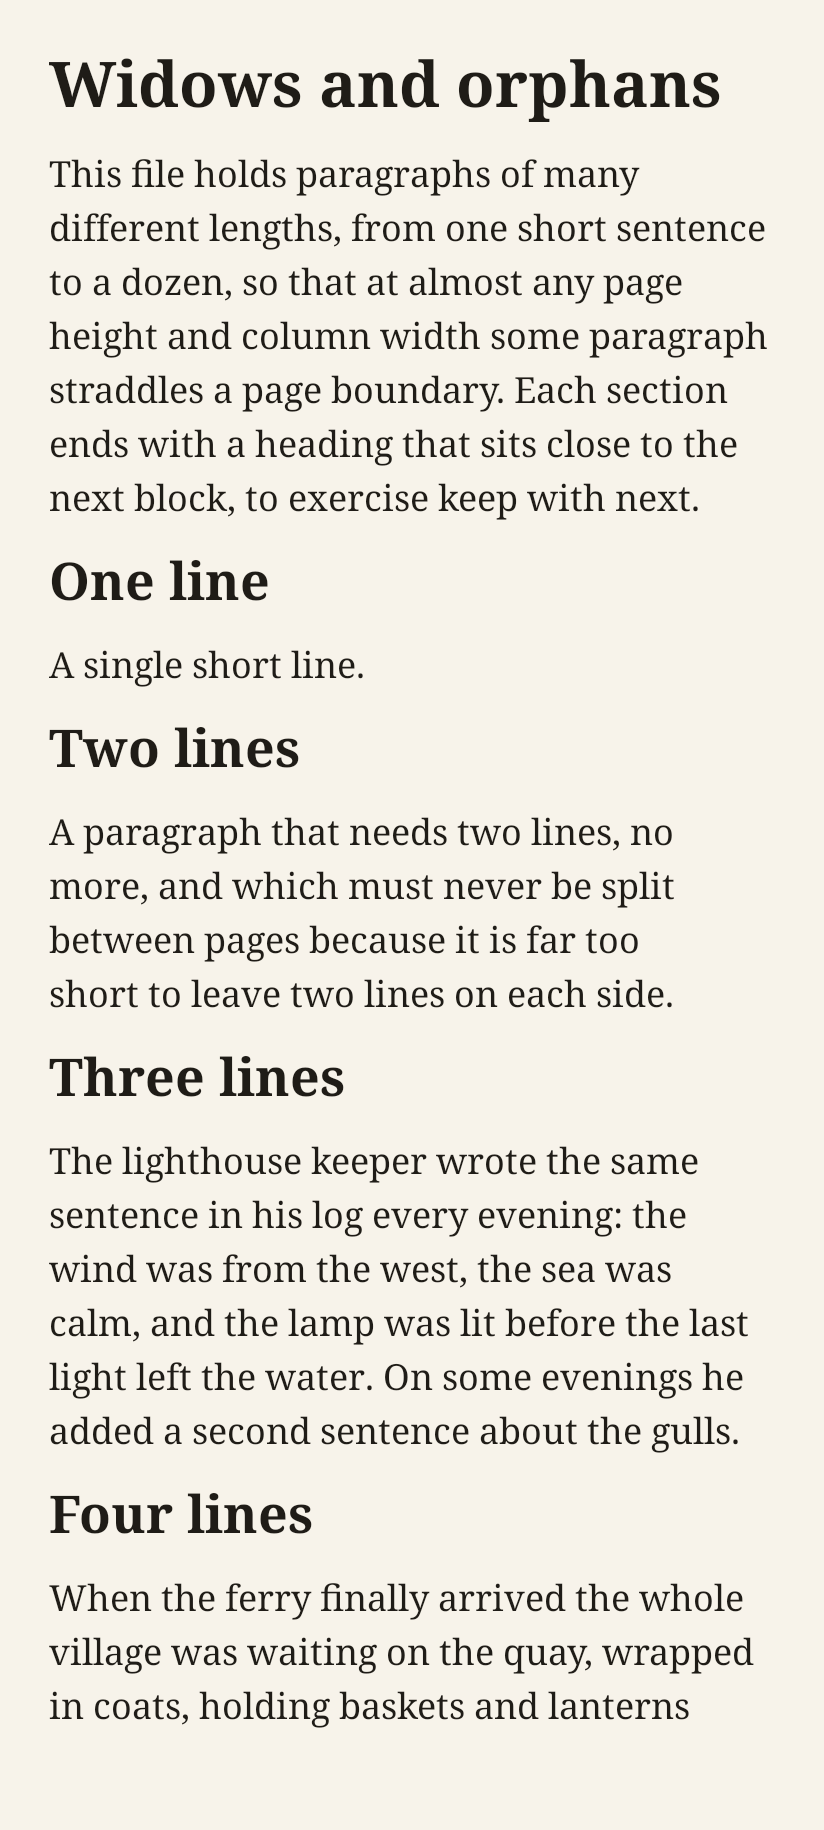 Widows and orphans
This file holds paragraphs of many
different lengths, from one short sentence
to a dozen, so that at almost any page
height and column width some paragraph
straddles a page boundary. Each section
ends with a heading that sits close to the
next block, to exercise keep with next.
One line
A single short line.
Two lines
A paragraph that needs two lines, no
more, and which must never be split
between pages because it is far too
short to leave two lines on each side.
Three lines
The lighthouse keeper wrote the same
sentence in his log every evening: the
wind was from the west, the sea was
calm, and the lamp was lit before the last
light left the water. On some evenings he
added a second sentence about the gulls.
Four lines
When the ferry finally arrived the whole
village was waiting on the quay, wrapped
in coats, holding baskets and lanterns